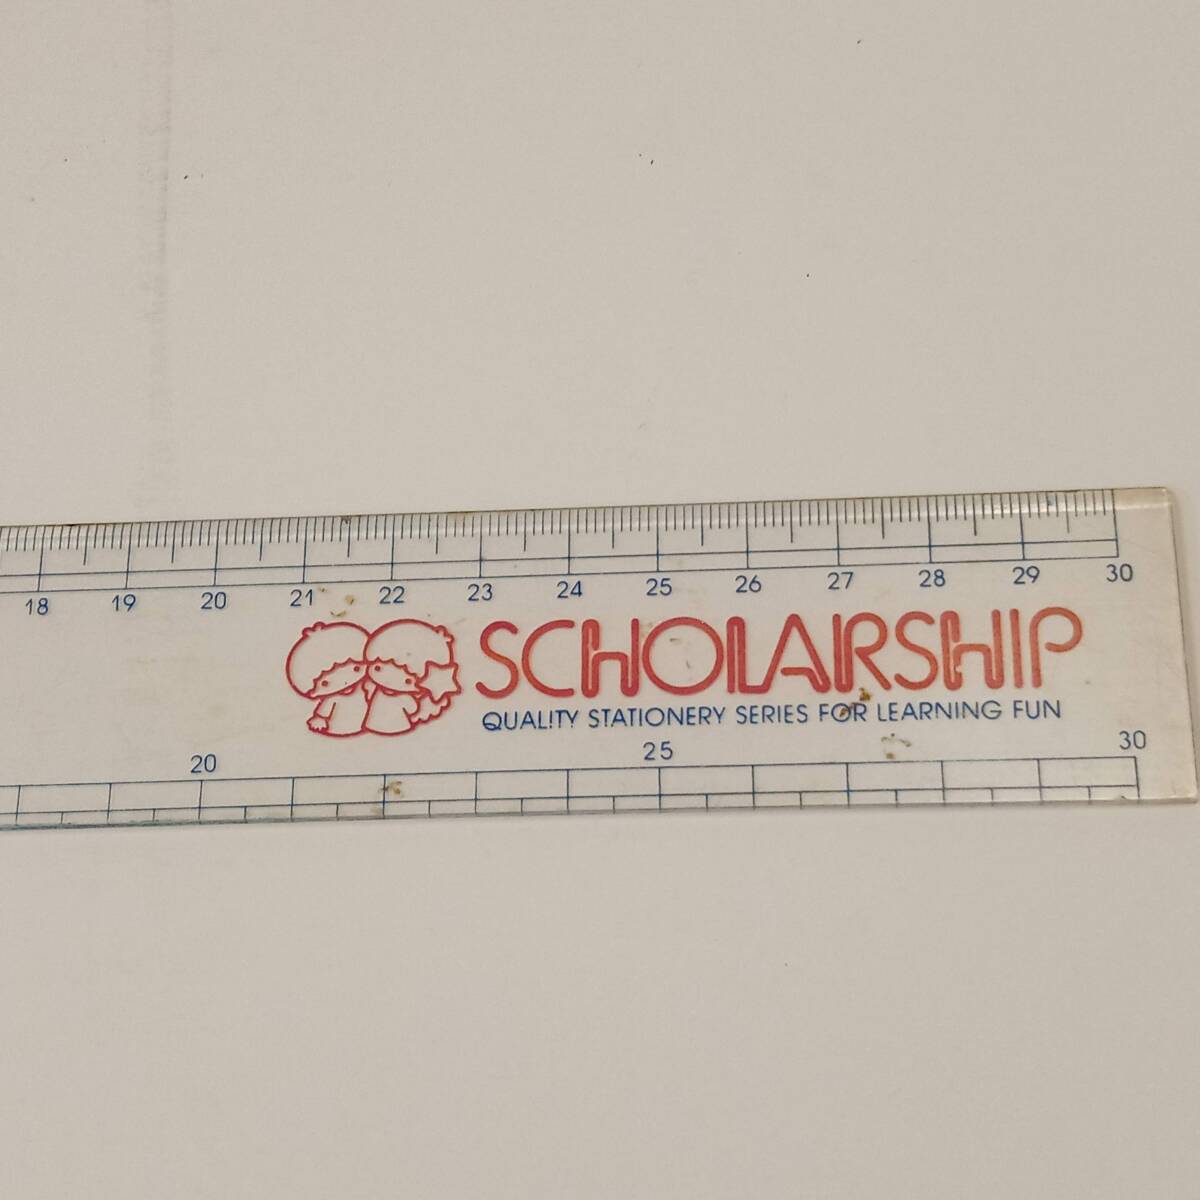 18 19 20 21 22 23 24 25 26 27 28 29 30
SCHOLARSHIP
QUALITY STATIONERY SERIES FOR LEARNING FUN
20 25 30